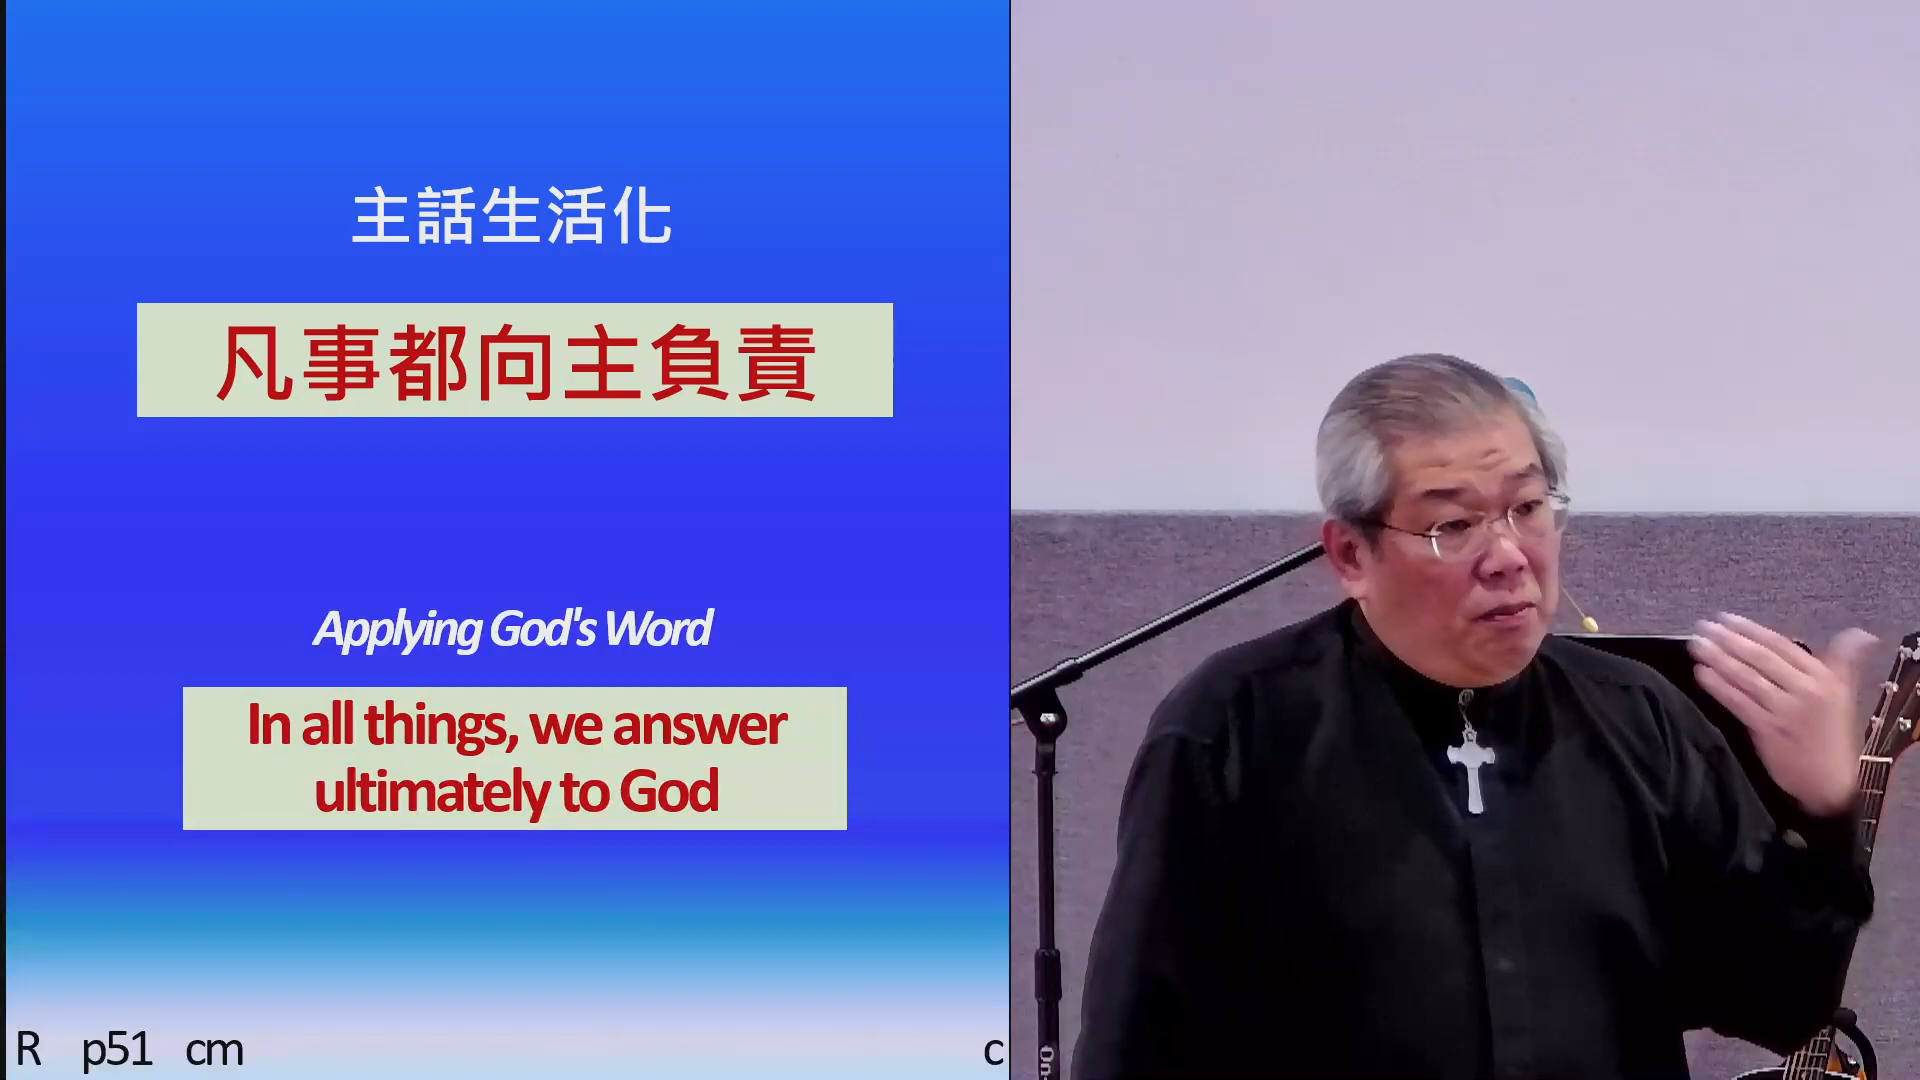 主話生活化
凡事都向主負責
Applying God's Word
In all things, we answer
ultimately to God
R p51 cm
c
On-